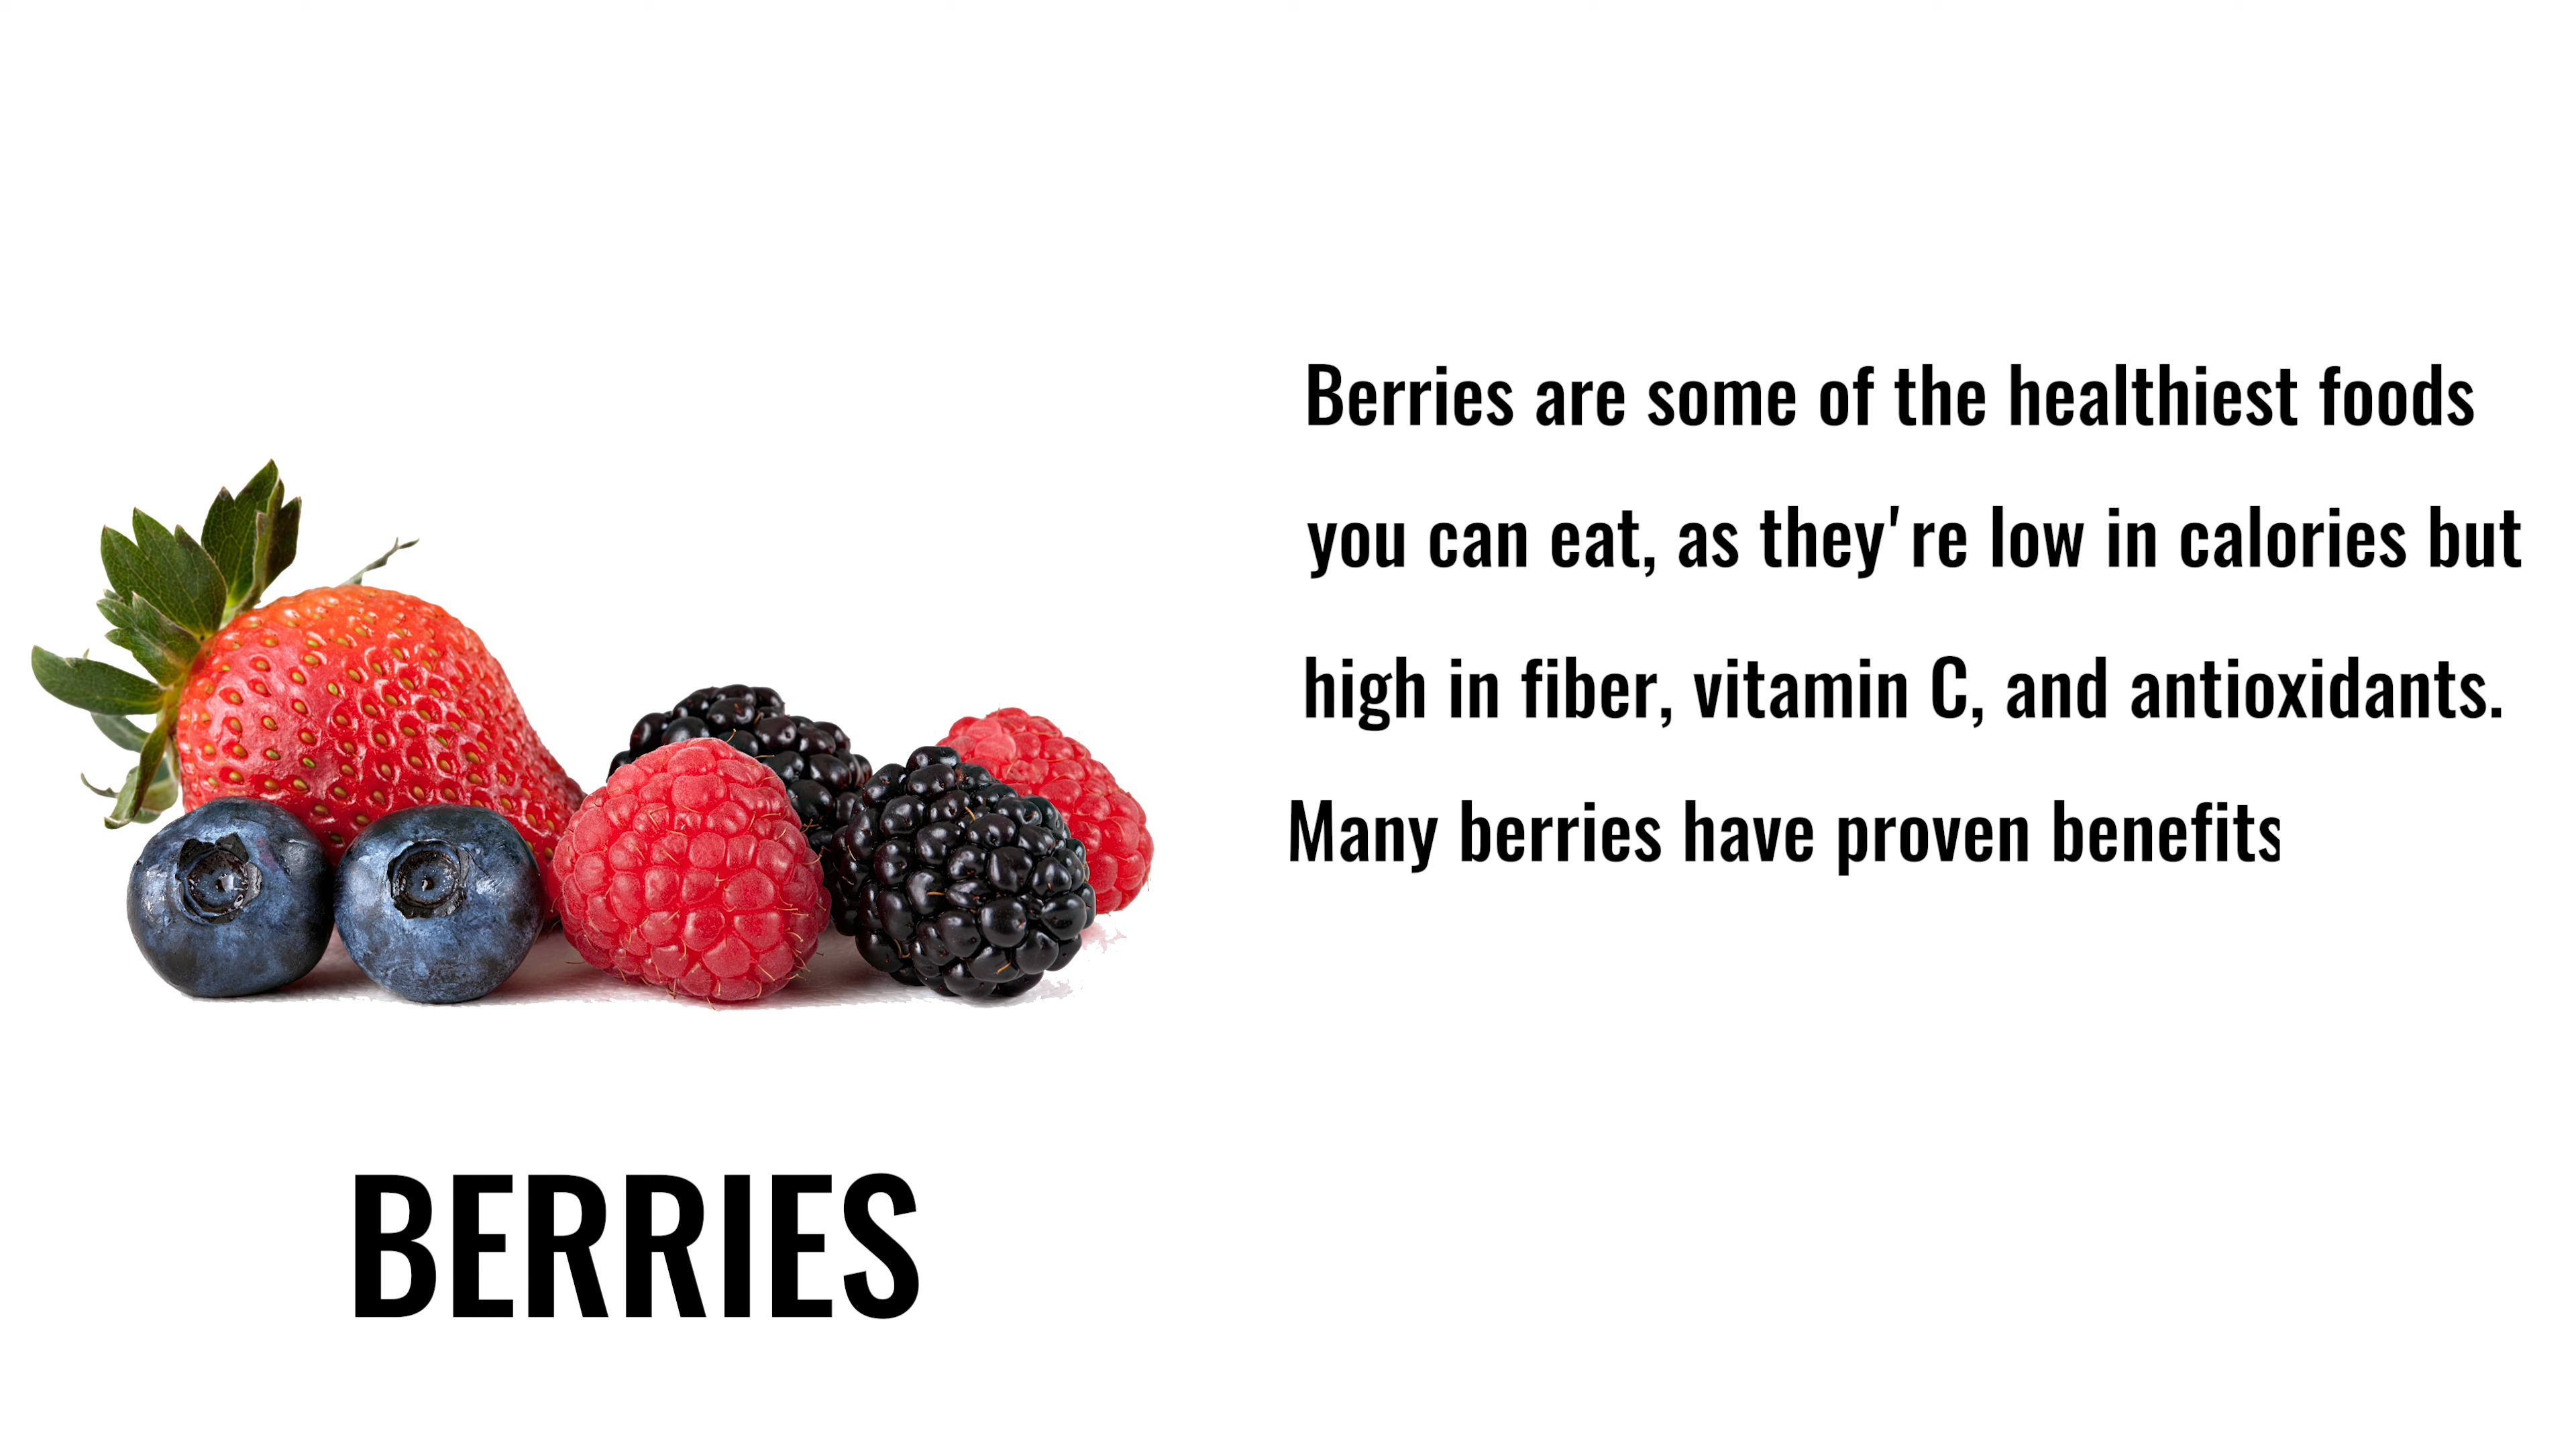 Berries are some of the healthiest foods
you can eat, as they're low in calories but
high in fiber, vitamin C, and antioxidants.
Many berries have proven benefits
BERRIES